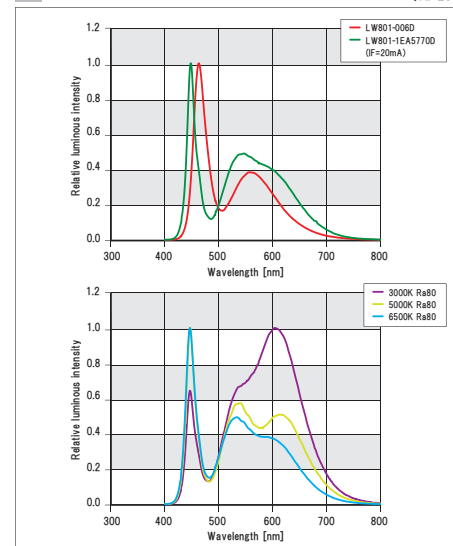 LW801-006D
LW801-1EA5770D
(IF=20mA)
Relative luminous intensity
1.2
1.0
0.8
0.6
0.4
0.2
0.0
300 400 500 600 700 800
Wavelength [nm]
3000K Ra80
5000K Ra80
6500K Ra80
Relative luminous intensity
1.2
1.0
0.8
0.6
0.4
0.2
0.0
300 400 500 600 700 800
Wavelength [nm]